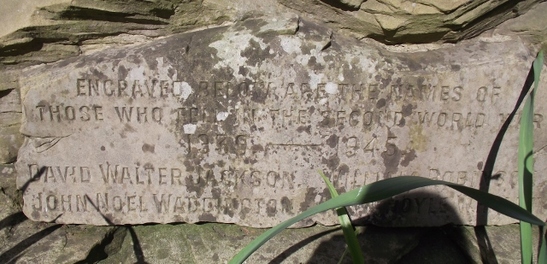 ENGRAVED BELOW ARE THE NAMES OF
THOSE WHO FELL IN THE SECOND WORLD WAR
1939 — 1945
DAVID WALTER JACKSON
JOHN NOEL WADDINGTON